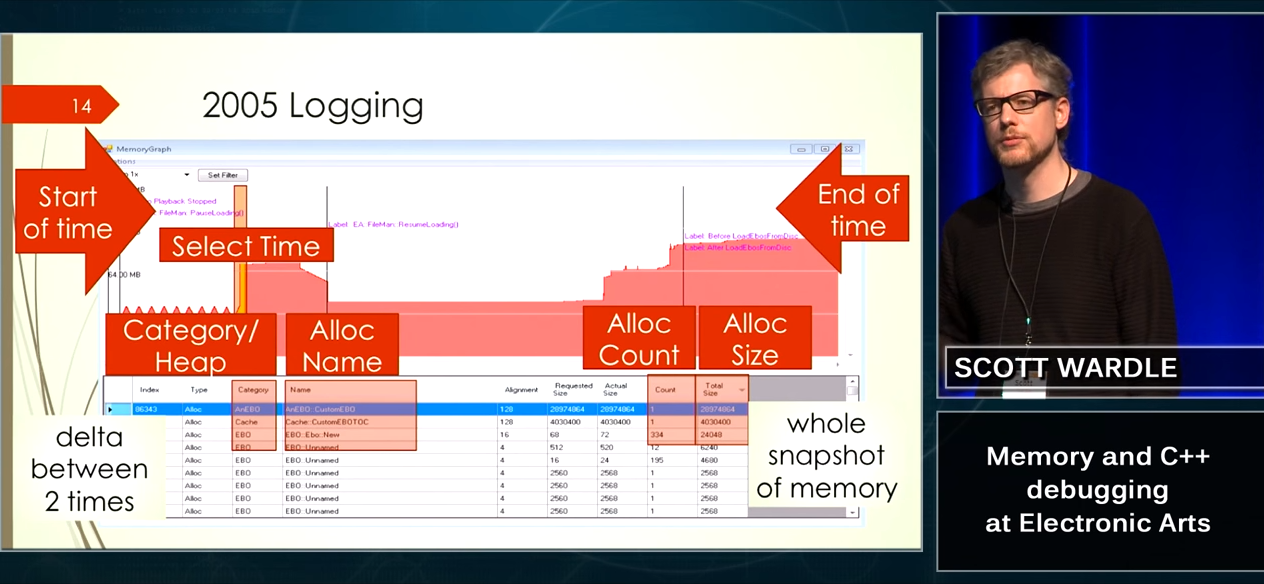 14
2005 Logging
MemoryGraph
1x
Set Filter
Playback Stopped
FileMan: PauseLoading()
Label: EA::FileMan: ResumeLoading()
Label: Before LoadEbosFromDisc
Label: After LoadEbosFromDisc
64.00 MB
Start
of time
Select Time
End of
time
Category/
Heap
Alloc
Name
Alloc
Count
Alloc
Size
Index Type Category Name Alignment Requested Size Actual Size Count Total Size
86343 Alloc AnEBO AnEBO::CustomEBO 128 28974864 28974864 1 28974864
Alloc Cache Cache::CustomEBOTOC 128 4030400 4030400 1 4030400
Alloc EBO EBO::Ebo::New 16 68 72 334 24048
Alloc EBO EBO::Unnamed 4 512 520 12 6240
Alloc EBO EBO::Unnamed 4 16 24 195 4680
Alloc EBO EBO::Unnamed 4 2560 2568 1 2568
Alloc EBO EBO::Unnamed 4 2560 2568 1 2568
Alloc EBO EBO::Unnamed 4 2560 2568 1 2568
Alloc EBO EBO::Unnamed 4 2560 2568 1 2568
delta
between
2 times
whole
snapshot
of memory
SCOTT WARDLE
Memory and C++
debugging
at Electronic Arts